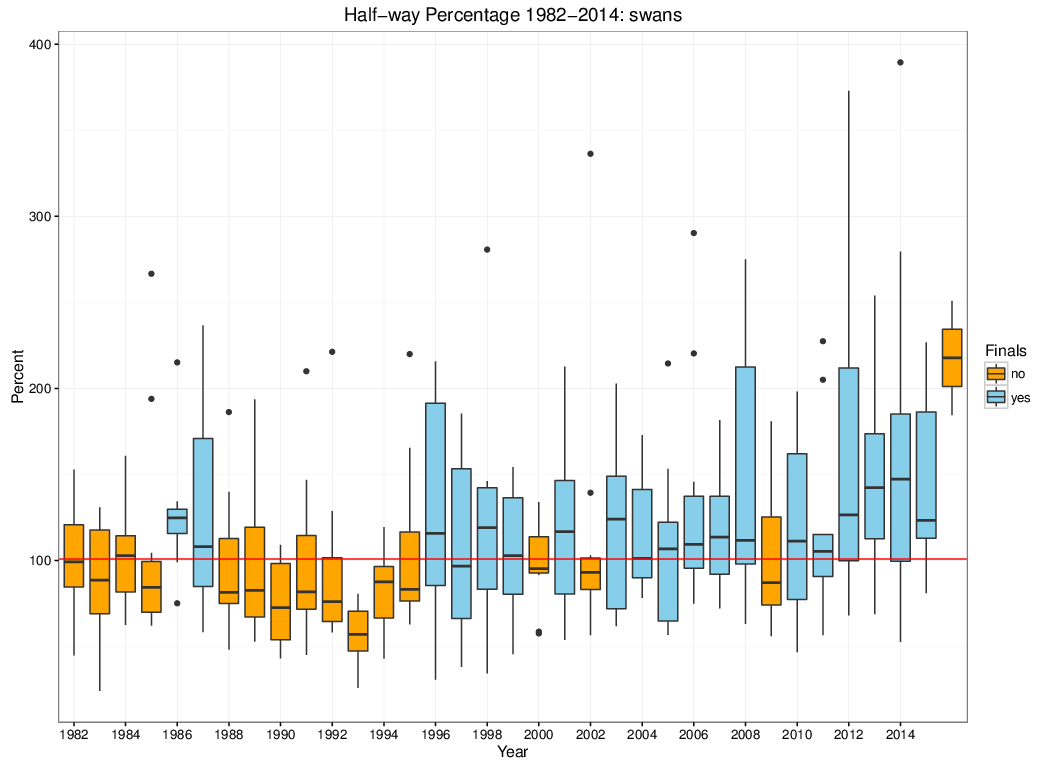 Half−way Percentage 1982−2014: swans
400
300
200
100
Percent
1982 1984 1986 1988 1990 1992 1994 1996 1998 2000 2002 2004 2006 2008 2010 2012 2014
Year
Finals
no
yes